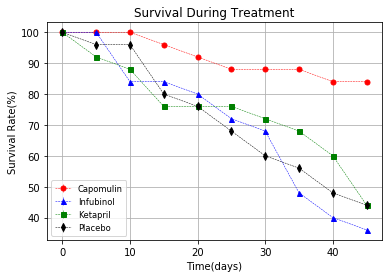 Survival During Treatment
Survival Rate(%)
100
90
80
70
60
50
40
Capomulin
Infubinol
Ketapril
Placebo
0
10
20
30
40
Time(days)